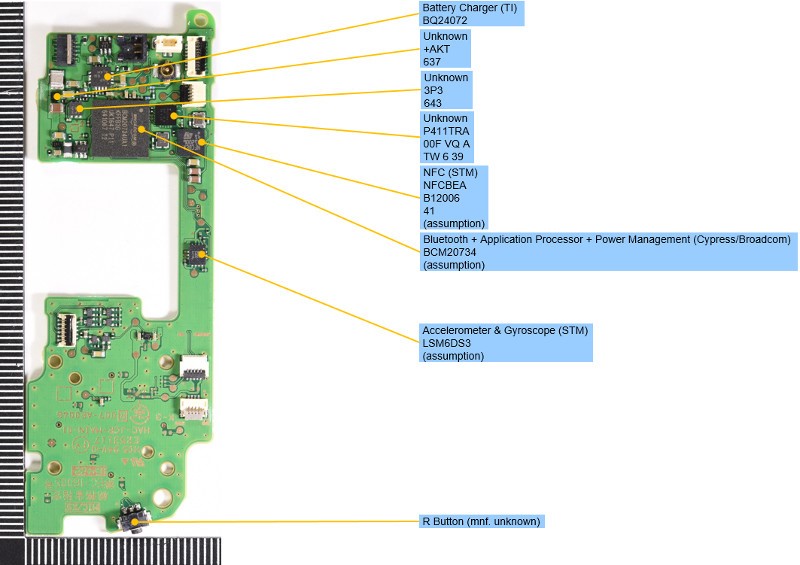 Battery Charger (TI)
BQ24072
Unknown
+AKT
637
Unknown
3P3
643
Unknown
P411TRA
00F VQ A
TW 6 39
NFC (STM)
NFCBEA
B12006
41
(assumption)
Bluetooth + Application Processor + Power Management (Cypress/Broadcom)
BCM20734
(assumption)
Accelerometer & Gyroscope (STM)
LSM6DS3
(assumption)
R Button (mnf. unknown)